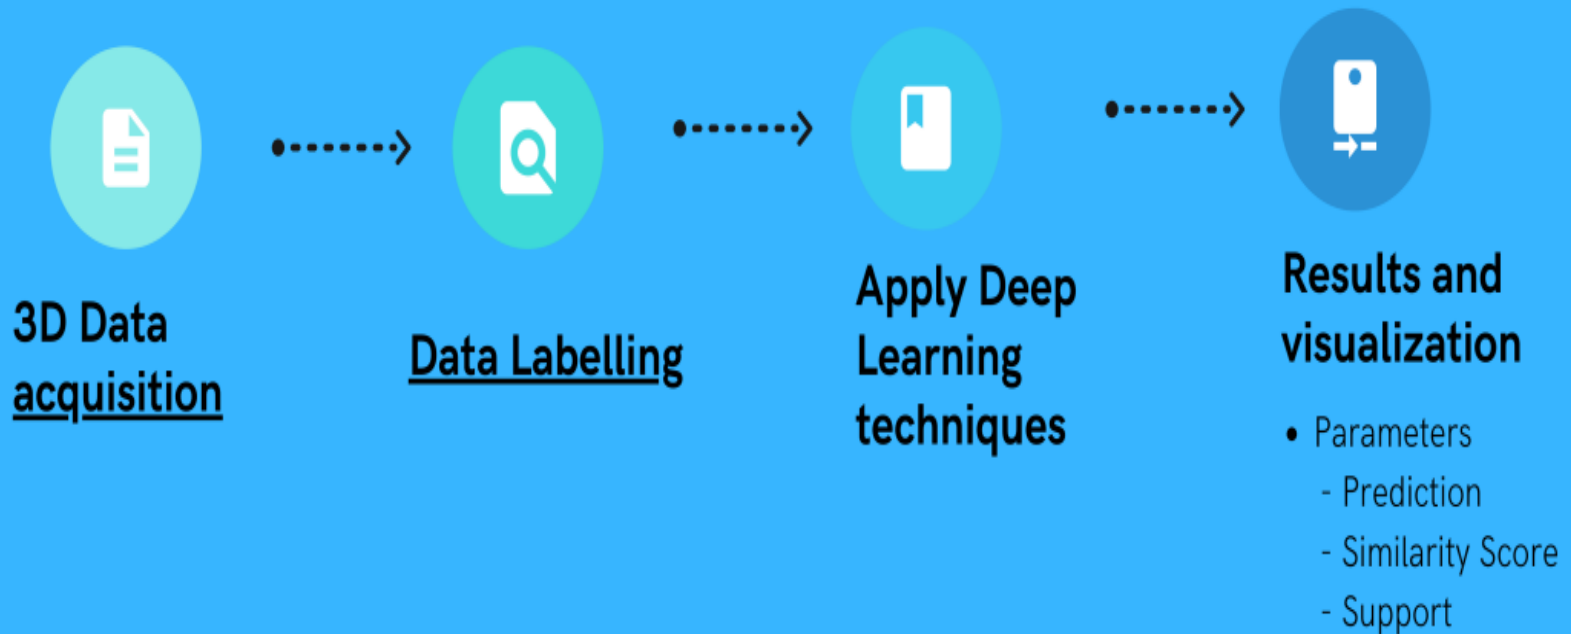 3D Data
acquisition
Data Labelling
Apply Deep
Learning
techniques
Results and
visualization
• Parameters
- Prediction
- Similarity Score
- Support